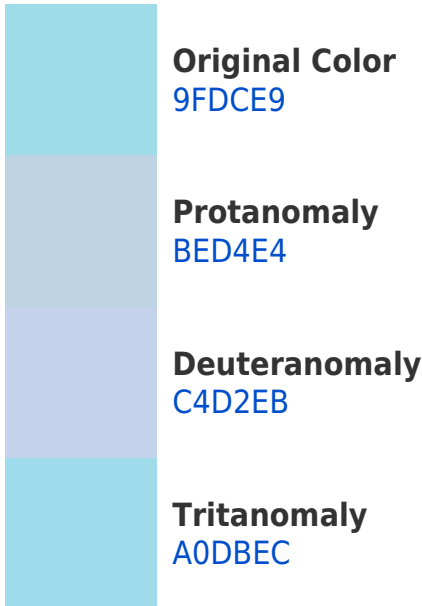 Original Color
9FDCE9
Protanomaly
BED4E4
Deuteranomaly
C4D2EB
Tritanomaly
A0DBEC